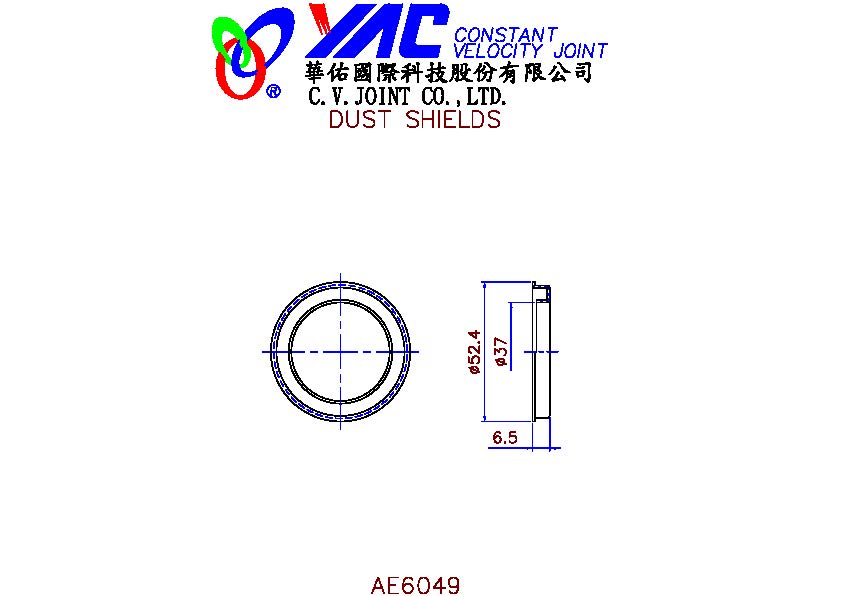 YAC CONSTANT
VELOCITY JOINT
®
華佑國際科技股份有限公司
C.V.JOINT CO.,LTD.
DUST SHIELDS
ø52.4
ø37
6.5
AE6049